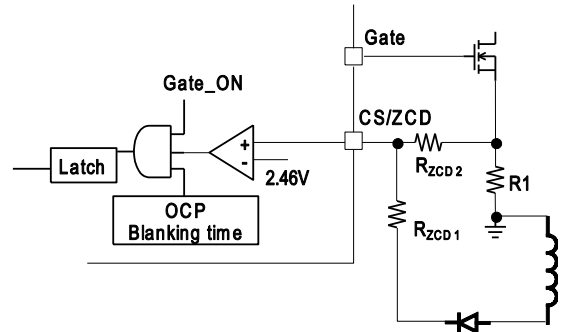 Gate
Gate_ON
CS/ZCD
+
-
2.46V
Latch
OCP
Blanking time
RZCD2
R1
RZCD1